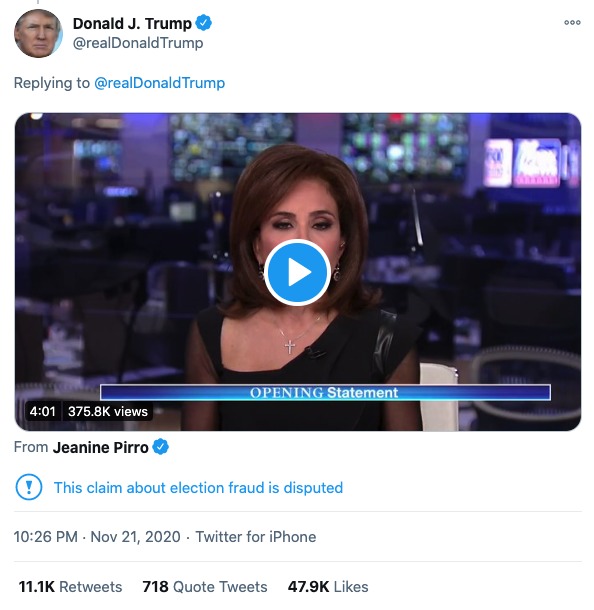 Donald J. Trump
@realDonaldTrump
Replying to @realDonaldTrump
OPENING Statement
4:01 375.8K views
From Jeanine Pirro
This claim about election fraud is disputed
10:26 PM · Nov 21, 2020 · Twitter for iPhone
11.1K Retweets 718 Quote Tweets 47.9K Likes